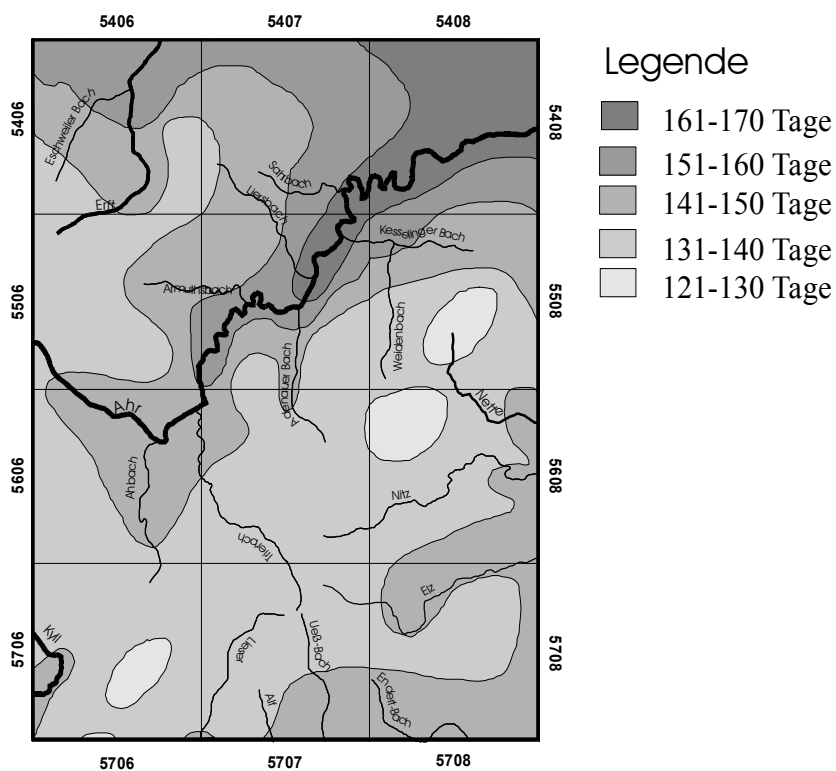 5406
5407
5408
Legende
161-170 Tage
151-160 Tage
141-150 Tage
131-140 Tage
121-130 Tage
5406
5408
Eschweiler Bach
Sahrbach
Liersbach
Erft
Kesselinger Bach
Armuthsbach
5506
5508
Weidenbach
Adenauer Bach
Ahr
Nette
Ahbach
5606
5608
Nitz
Trierbach
Elz
Kyll
Lieser
Ueß-Bach
5706
5708
Alf
Endert-Bach
5706
5707
5708